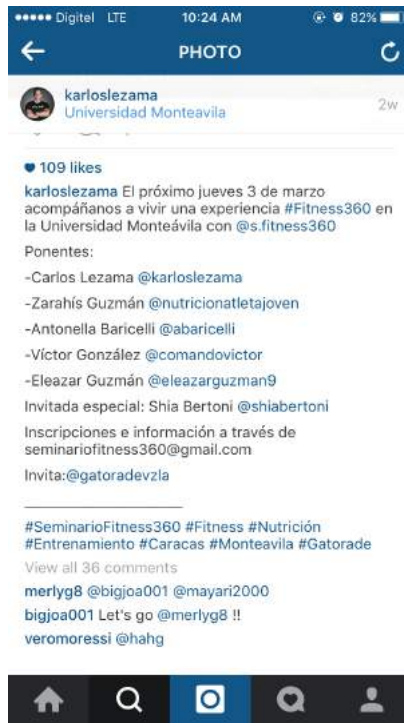 Digitel LTE 10:24 AM 82%
PHOTO
karloslezama
Universidad Monteavila
2w
109 likes
karloslezama El próximo jueves 3 de marzo
acompáñanos a vivir una experiencia #Fitness360 en
la Universidad Monteávila con @s.fitness360
Ponentes:
-Carlos Lezama @karloslezama
-Zarahís Guzmán @nutricionatletajoven
-Antonella Baricelli @abaricelli
-Víctor González @comandovictor
-Eleazar Guzmán @eleazarguzman9
Invitada especial: Shia Bertoni @shiabertoni
Inscripciones e información a través de
seminariofitness360@gmail.com
Invita:@gatoradevzla
#SeminarioFitness360 #Fitness #Nutrición
#Entrenamiento #Caracas #Monteavila #Gatorade
View all 36 comments
merlyg8 @bigjoa001 @mayari2000
bigjoa001 Let's go @merlyg8 !!
veromoressi @hahg